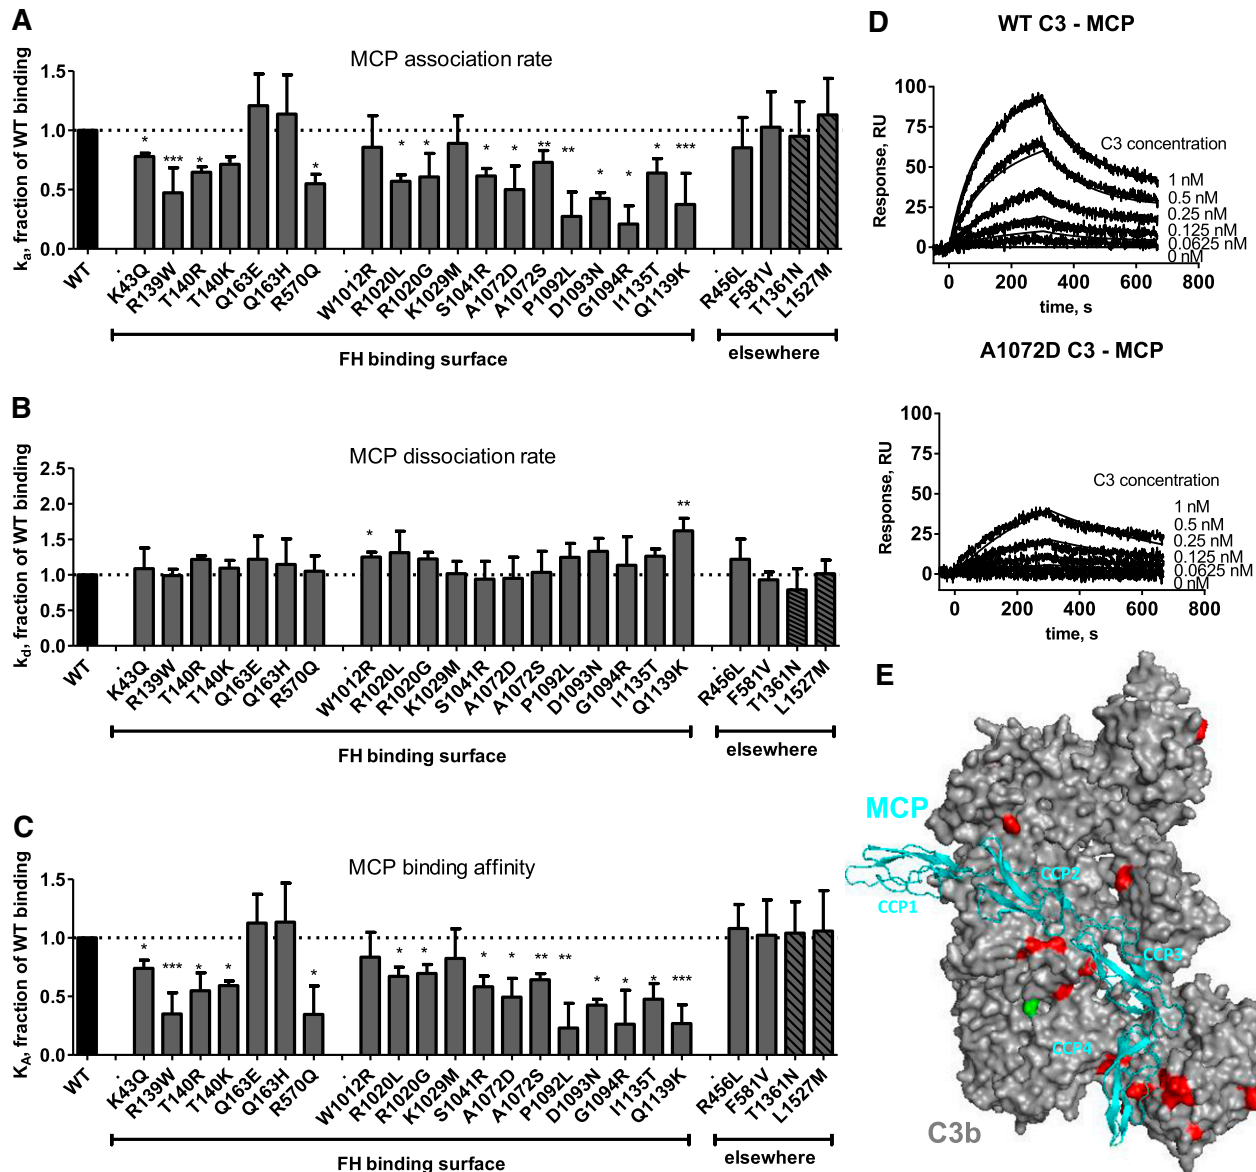 A
MCP association rate
ka, fraction of WT binding
1.5
1.0
0.5
0.0
* *** * * * * * * ** ** * * * ***
WT
-
K43Q
R139W
T140R
T140K
Q163E
Q163H
R570Q
-
W1012R
R1020L
R1020G
K1029M
S1041R
A1072D
A1072S
P1092L
D1093N
G1094R
I1135T
Q1139K
-
R456L
F581V
T1361N
L1527M
FH binding surface
elsewhere
B
MCP dissociation rate
kd, fraction of WT binding
2.5
2.0
1.5
1.0
0.5
0.0
* **
WT
-
K43Q
R139W
T140R
T140K
Q163E
Q163H
R570Q
-
W1012R
R1020L
R1020G
K1029M
S1041R
A1072D
A1072S
P1092L
D1093N
G1094R
I1135T
Q1139K
-
R456L
F581V
T1361N
L1527M
FH binding surface
elsewhere
C
MCP binding affinity
KA, fraction of WT binding
1.5
1.0
0.5
0.0
* *** * * * * * * * ** ** * * * ***
WT
-
K43Q
R139W
T140R
T140K
Q163E
Q163H
R570Q
-
W1012R
R1020L
R1020G
K1029M
S1041R
A1072D
A1072S
P1092L
D1093N
G1094R
I1135T
Q1139K
-
R456L
F581V
T1361N
L1527M
FH binding surface
elsewhere
D
WT C3 - MCP
Response, RU
100
75
50
25
0
C3 concentration
1 nM
0.5 nM
0.25 nM
0.125 nM
0.0625 nM
0 nM
0 200 400 600 800
time, s
A1072D C3 - MCP
Response, RU
100
75
50
25
0
C3 concentration
1 nM
0.5 nM
0.25 nM
0.125 nM
0.0625 nM
0 nM
0 200 400 600 800
time, s
E
MCP
CCP1
CCP2
CCP3
CCP4
C3b